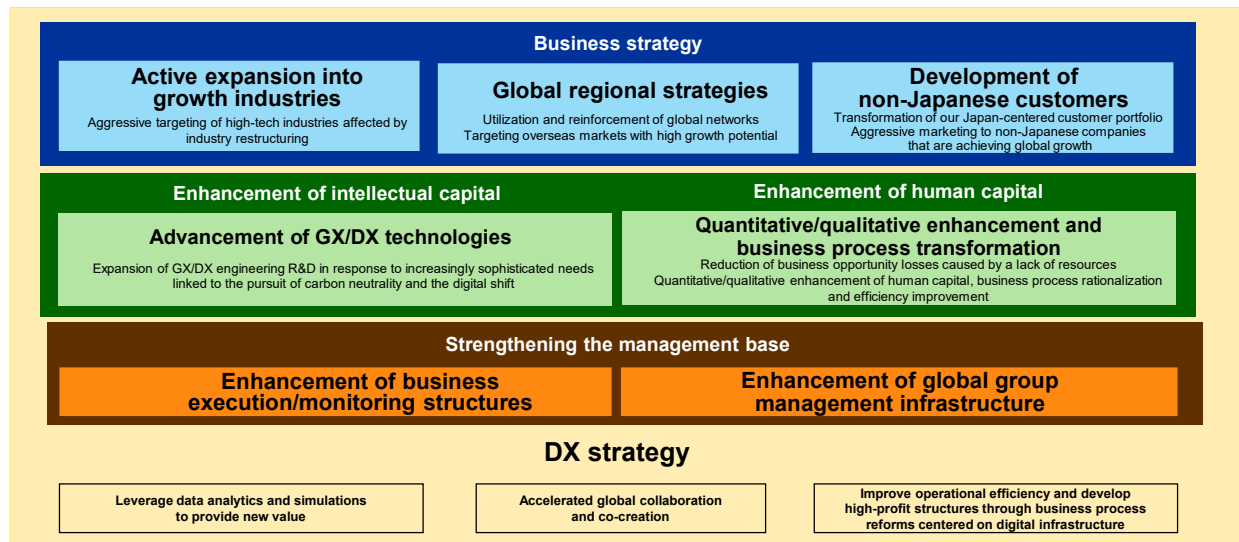 Business strategy
Active expansion into
growth industries
Aggressive targeting of high-tech industries affected by
industry restructuring
Global regional strategies
Utilization and reinforcement of global networks
Targeting overseas markets with high growth potential
Development of
non-Japanese customers
Transformation of our Japan-centered customer portfolio
Aggressive marketing to non-Japanese companies
that are achieving global growth
Enhancement of intellectual capital
Advancement of GX/DX technologies
Expansion of GX/DX engineering R&D in response to increasingly sophisticated needs
linked to the pursuit of carbon neutrality and the digital shift
Enhancement of human capital
Quantitative/qualitative enhancement and
business process transformation
Reduction of business opportunity losses caused by a lack of resources
Quantitative/qualitative enhancement of human capital, business process rationalization
and efficiency improvement
Strengthening the management base
Enhancement of business
execution/monitoring structures
Enhancement of global group
management infrastructure
DX strategy
Leverage data analytics and simulations
to provide new value
Accelerated global collaboration
and co-creation
Improve operational efficiency and develop
high-profit structures through business process
reforms centered on digital infrastructure